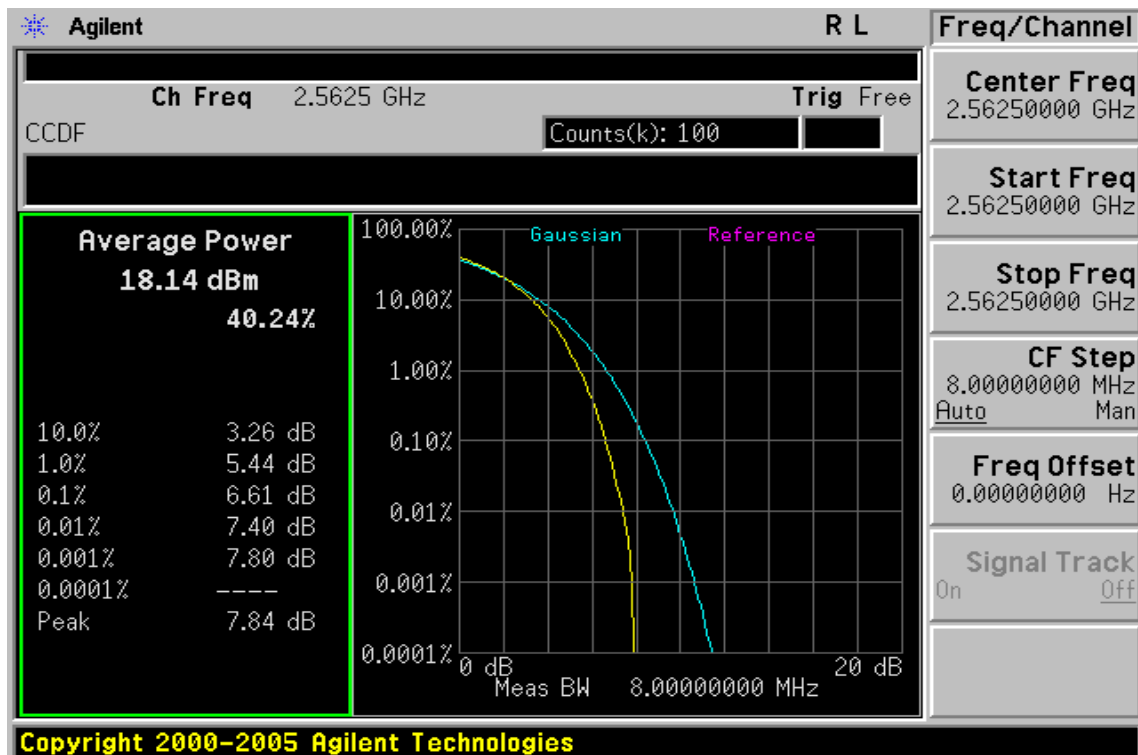 Agilent R L
Ch Freq 2.5625 GHz Trig Free
CCDF Counts(k): 100
Average Power
18.14 dBm
40.24%
10.0% 3.26 dB
1.0% 5.44 dB
0.1% 6.61 dB
0.01% 7.40 dB
0.001% 7.80 dB
0.0001% ----
Peak 7.84 dB
Gaussian Reference
100.00%
10.00%
1.00%
0.10%
0.01%
0.001%
0.0001%
0 dB 20 dB
Meas BW 8.00000000 MHz
Freq/Channel
Center Freq
2.56250000 GHz
Start Freq
2.56250000 GHz
Stop Freq
2.56250000 GHz
CF Step
8.00000000 MHz
Auto Man
Freq Offset
0.00000000 Hz
Signal Track
On Off
Copyright 2000-2005 Agilent Technologies